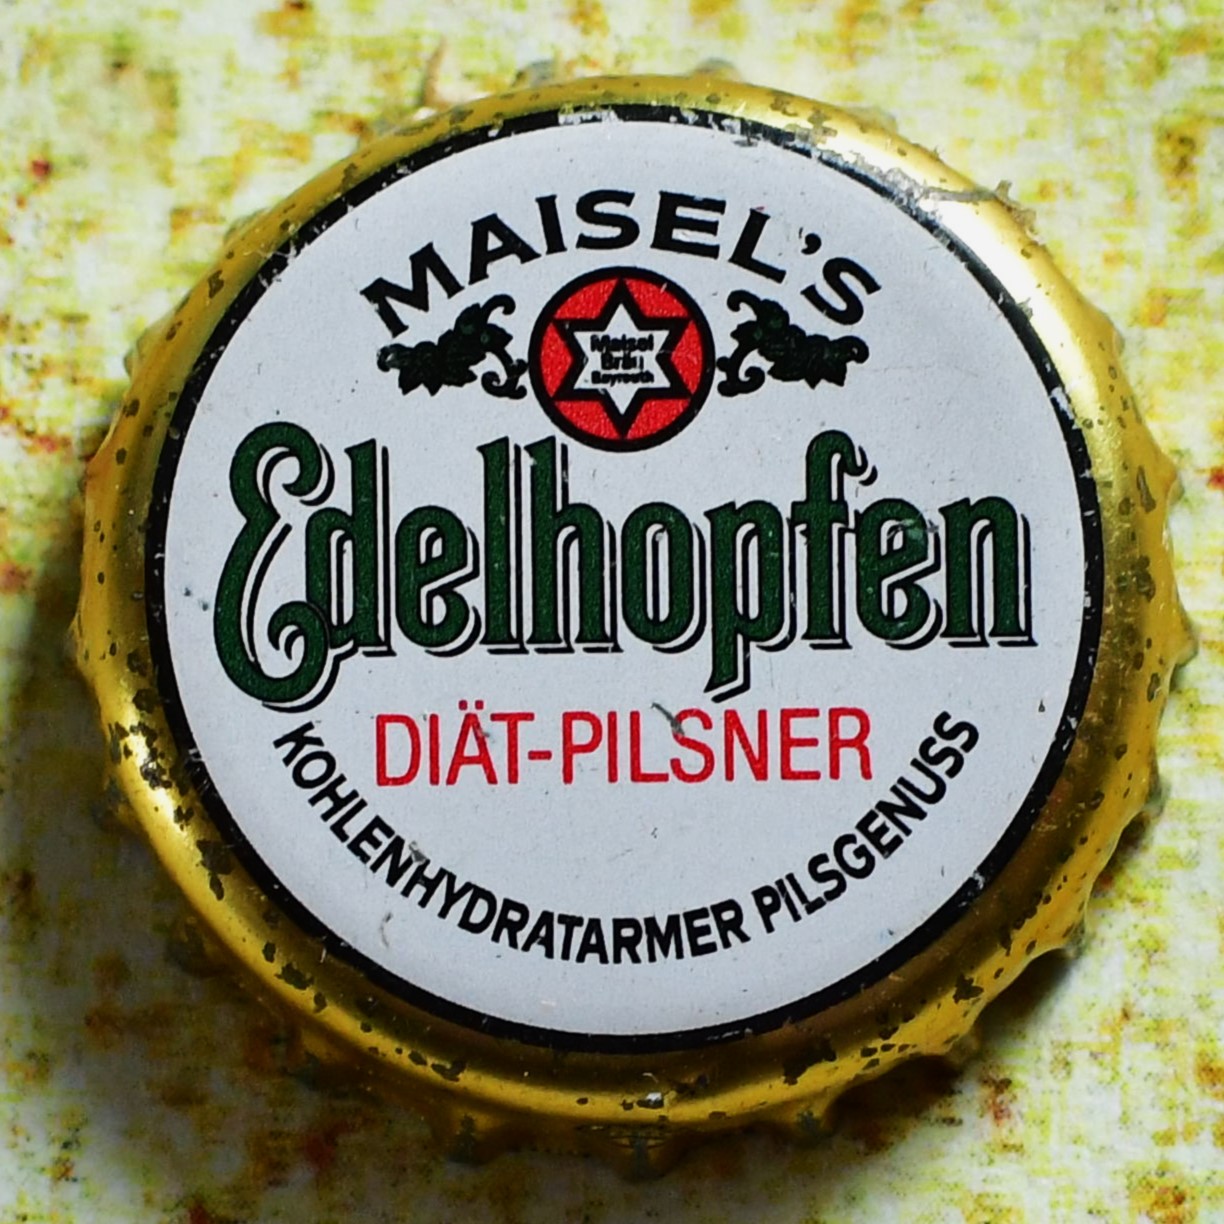 MAISEL'S
Maisel
Bräu
Bayreuth
Edelhopfen
DIÄT-PILSNER
KOHLENHYDRATARMER PILSGENUSS